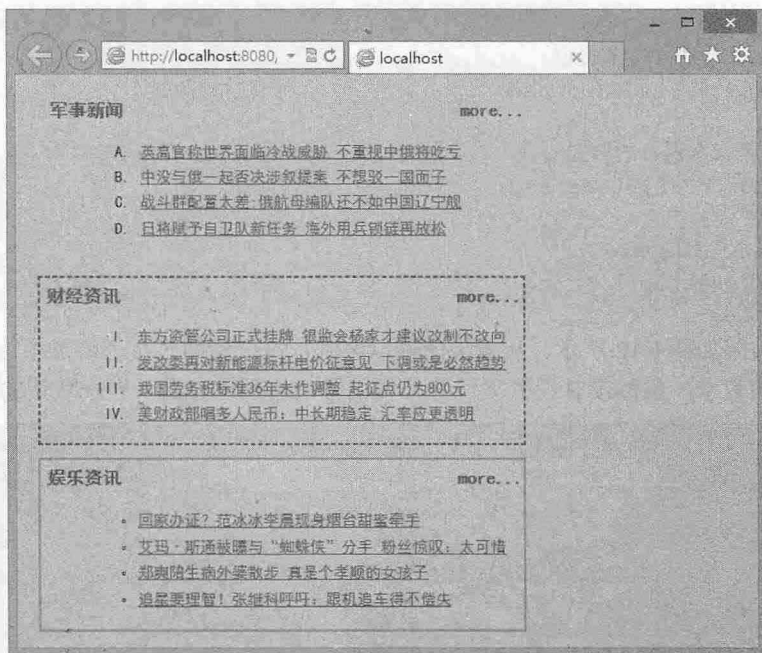 http://localhost:8080,
localhost
军事新闻 more...
A. 英高官称世界面临冷战威胁 不重视中俄将吃亏
B. 中没与俄一起否决涉叙提案 不想驳一国面子
C. 战斗群配置太差:俄航母编队还不如中国辽宁舰
D. 日将赋予自卫队新任务 海外用兵锁链再放松
财经资讯 more...
I. 东方资管公司正式挂牌 银监会杨家才建议改制不改向
II. 发改委再对新能源标杆电价征意见 下调或是必然趋势
III. 我国劳务税标准36年未作调整 起征点仍为800元
IV. 美财政部唱多人民币：中长期稳定 汇率应更透明
娱乐资讯 more...
• 回家办证？范冰冰李晨现身烟台甜蜜牵手
• 艾玛·斯通被曝与“蜘蛛侠”分手 粉丝惊叹：太可惜
• 郑爽陪生病外婆散步 真是个孝顺的女孩子
• 追星要理智！张继科呼吁：跟机追车得不偿失